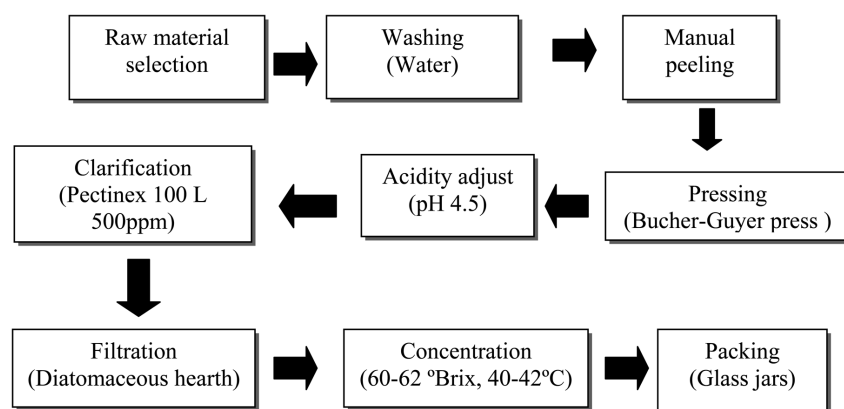 Raw material
selection
Washing
(Water)
Manual
peeling
Pressing
(Bucher-Guyer press )
Acidity adjust
(pH 4.5)
Clarification
(Pectinex 100 L
500ppm)
Filtration
(Diatomaceous hearth)
Concentration
(60-62 ºBrix, 40-42ºC)
Packing
(Glass jars)